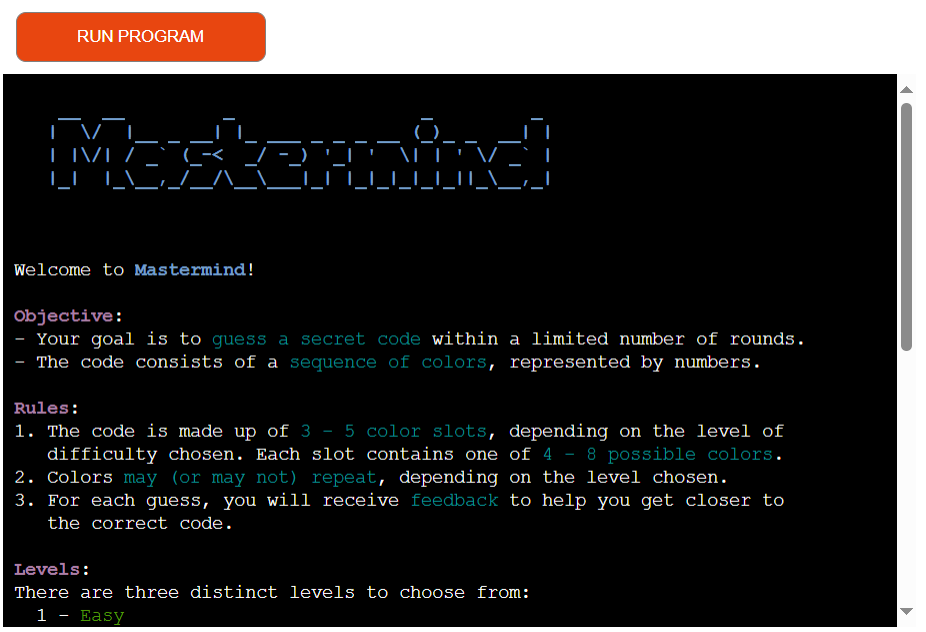 RUN PROGRAM
Mastermind
Welcome to Mastermind!
Objective:
- Your goal is to guess a secret code within a limited number of rounds.
- The code consists of a sequence of colors, represented by numbers.
Rules:
1. The code is made up of 3 - 5 color slots, depending on the level of
difficulty chosen. Each slot contains one of 4 - 8 possible colors.
2. Colors may (or may not) repeat, depending on the level chosen.
3. For each guess, you will receive feedback to help you get closer to
the correct code.
Levels:
There are three distinct levels to choose from:
1 - Easy